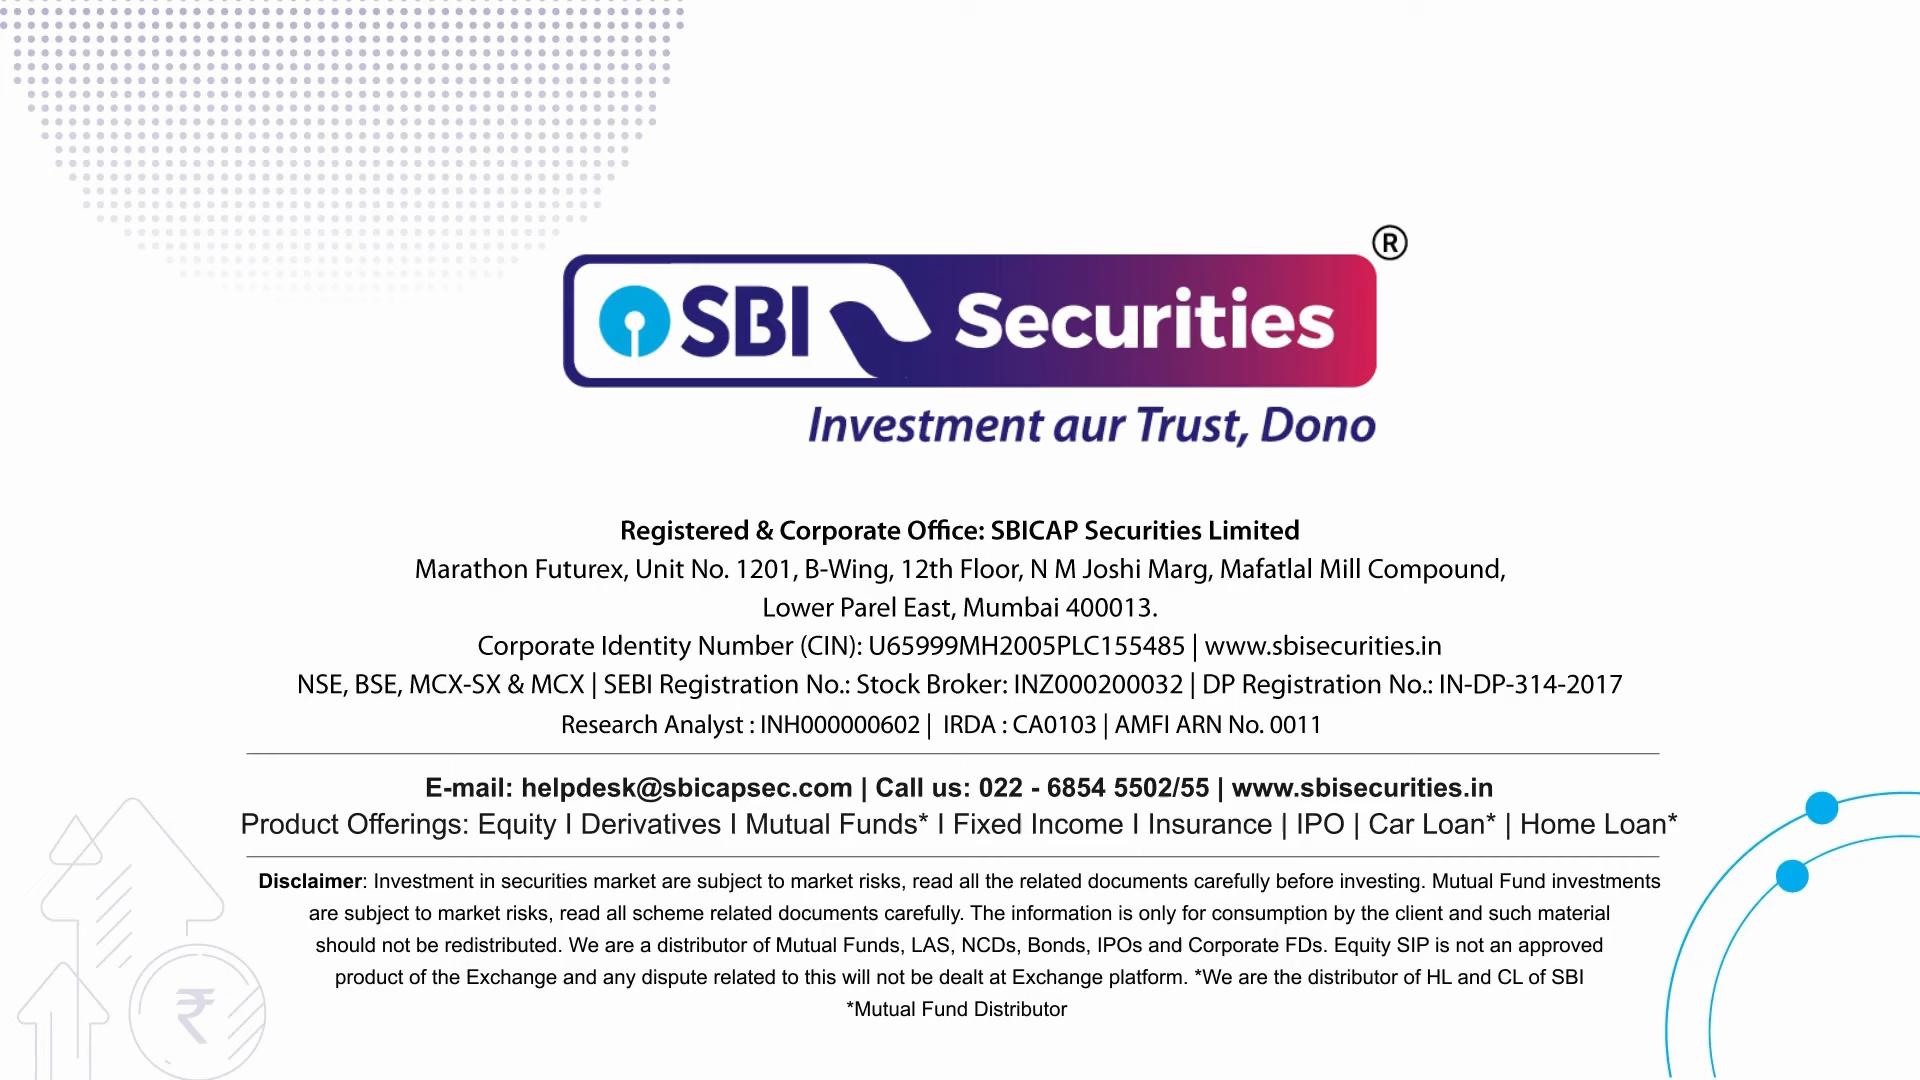 ®
SBI Securities
Investment aur Trust, Dono
Registered & Corporate Office: SBICAP Securities Limited
Marathon Futurex, Unit No. 1201, B-Wing, 12th Floor, N M Joshi Marg, Mafatlal Mill Compound,
Lower Parel East, Mumbai 400013.
Corporate Identity Number (CIN): U65999MH2005PLC155485 | www.sbisecurities.in
NSE, BSE, MCX-SX & MCX | SEBI Registration No.: Stock Broker: INZ000200032 | DP Registration No.: IN-DP-314-2017
Research Analyst : INH000000602 | IRDA : CA0103 | AMFI ARN No. 0011
E-mail: helpdesk@sbicapsec.com | Call us: 022 - 6854 5502/55 | www.sbisecurities.in
Product Offerings: Equity I Derivatives I Mutual Funds* I Fixed Income I Insurance | IPO | Car Loan* | Home Loan*
Disclaimer: Investment in securities market are subject to market risks, read all the related documents carefully before investing. Mutual Fund investments
are subject to market risks, read all scheme related documents carefully. The information is only for consumption by the client and such material
should not be redistributed. We are a distributor of Mutual Funds, LAS, NCDs, Bonds, IPOs and Corporate FDs. Equity SIP is not an approved
product of the Exchange and any dispute related to this will not be dealt at Exchange platform. *We are the distributor of HL and CL of SBI
*Mutual Fund Distributor
₹